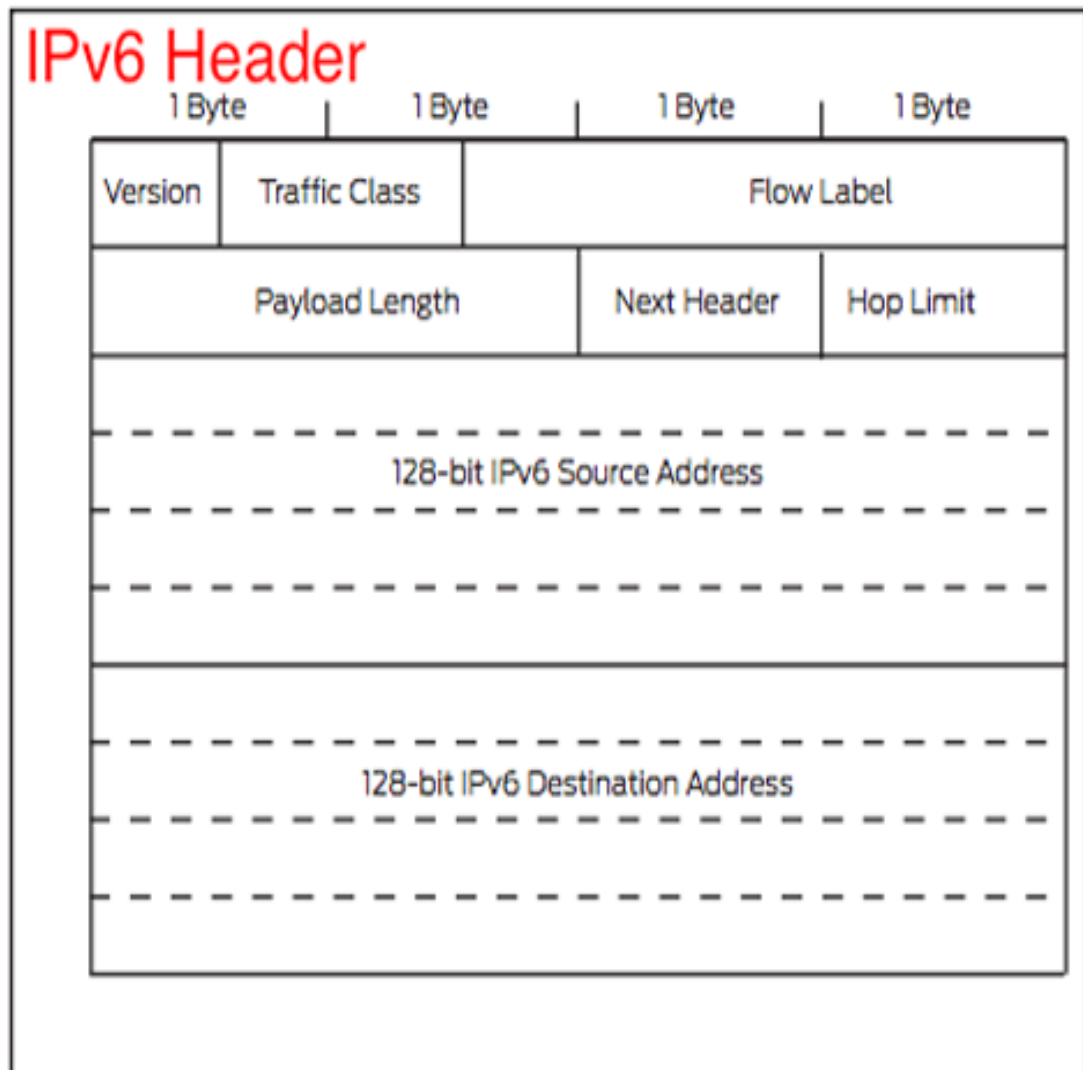 IPv6 Header
1 Byte 1 Byte 1 Byte 1 Byte
Version Traffic Class Flow Label
Payload Length Next Header Hop Limit
128-bit IPv6 Source Address
128-bit IPv6 Destination Address